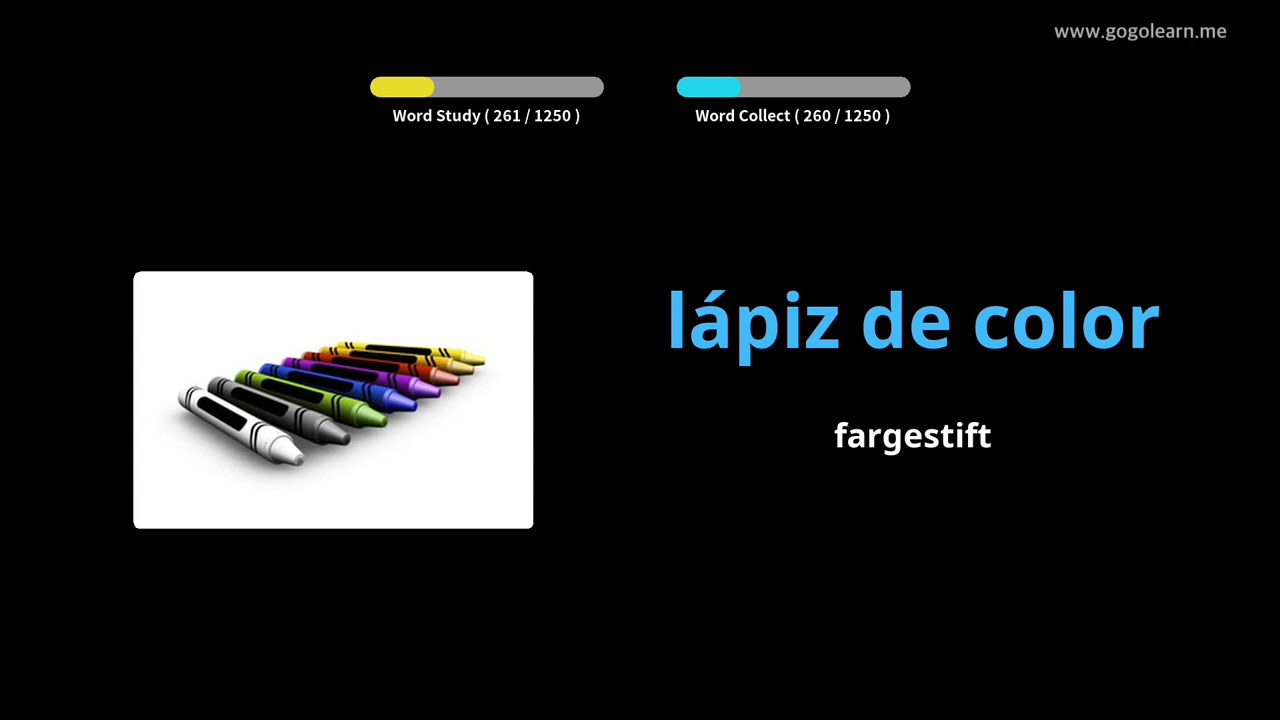 www.gogolearn.me
Word Study ( 261 / 1250 )
Word Collect ( 260 / 1250 )
lápiz de color
fargestift